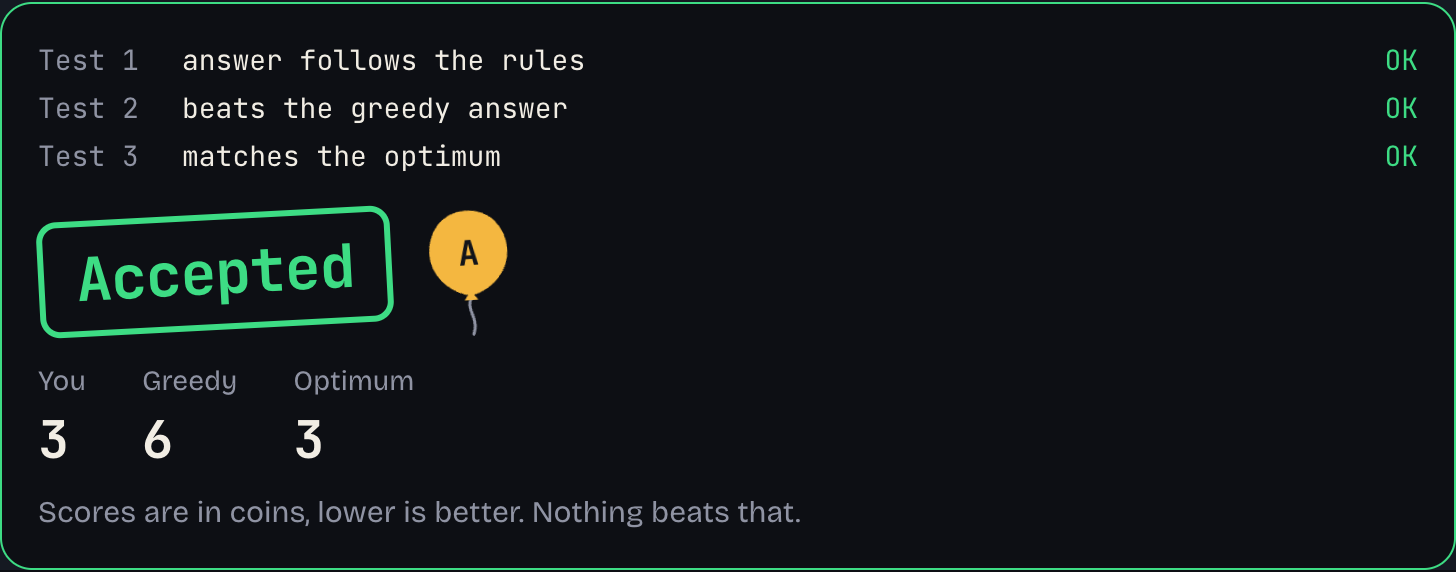 Test 1 answer follows the rules OK
Test 2 beats the greedy answer OK
Test 3 matches the optimum OK
Accepted A
You Greedy Optimum
3 6 3
Scores are in coins, lower is better. Nothing beats that.